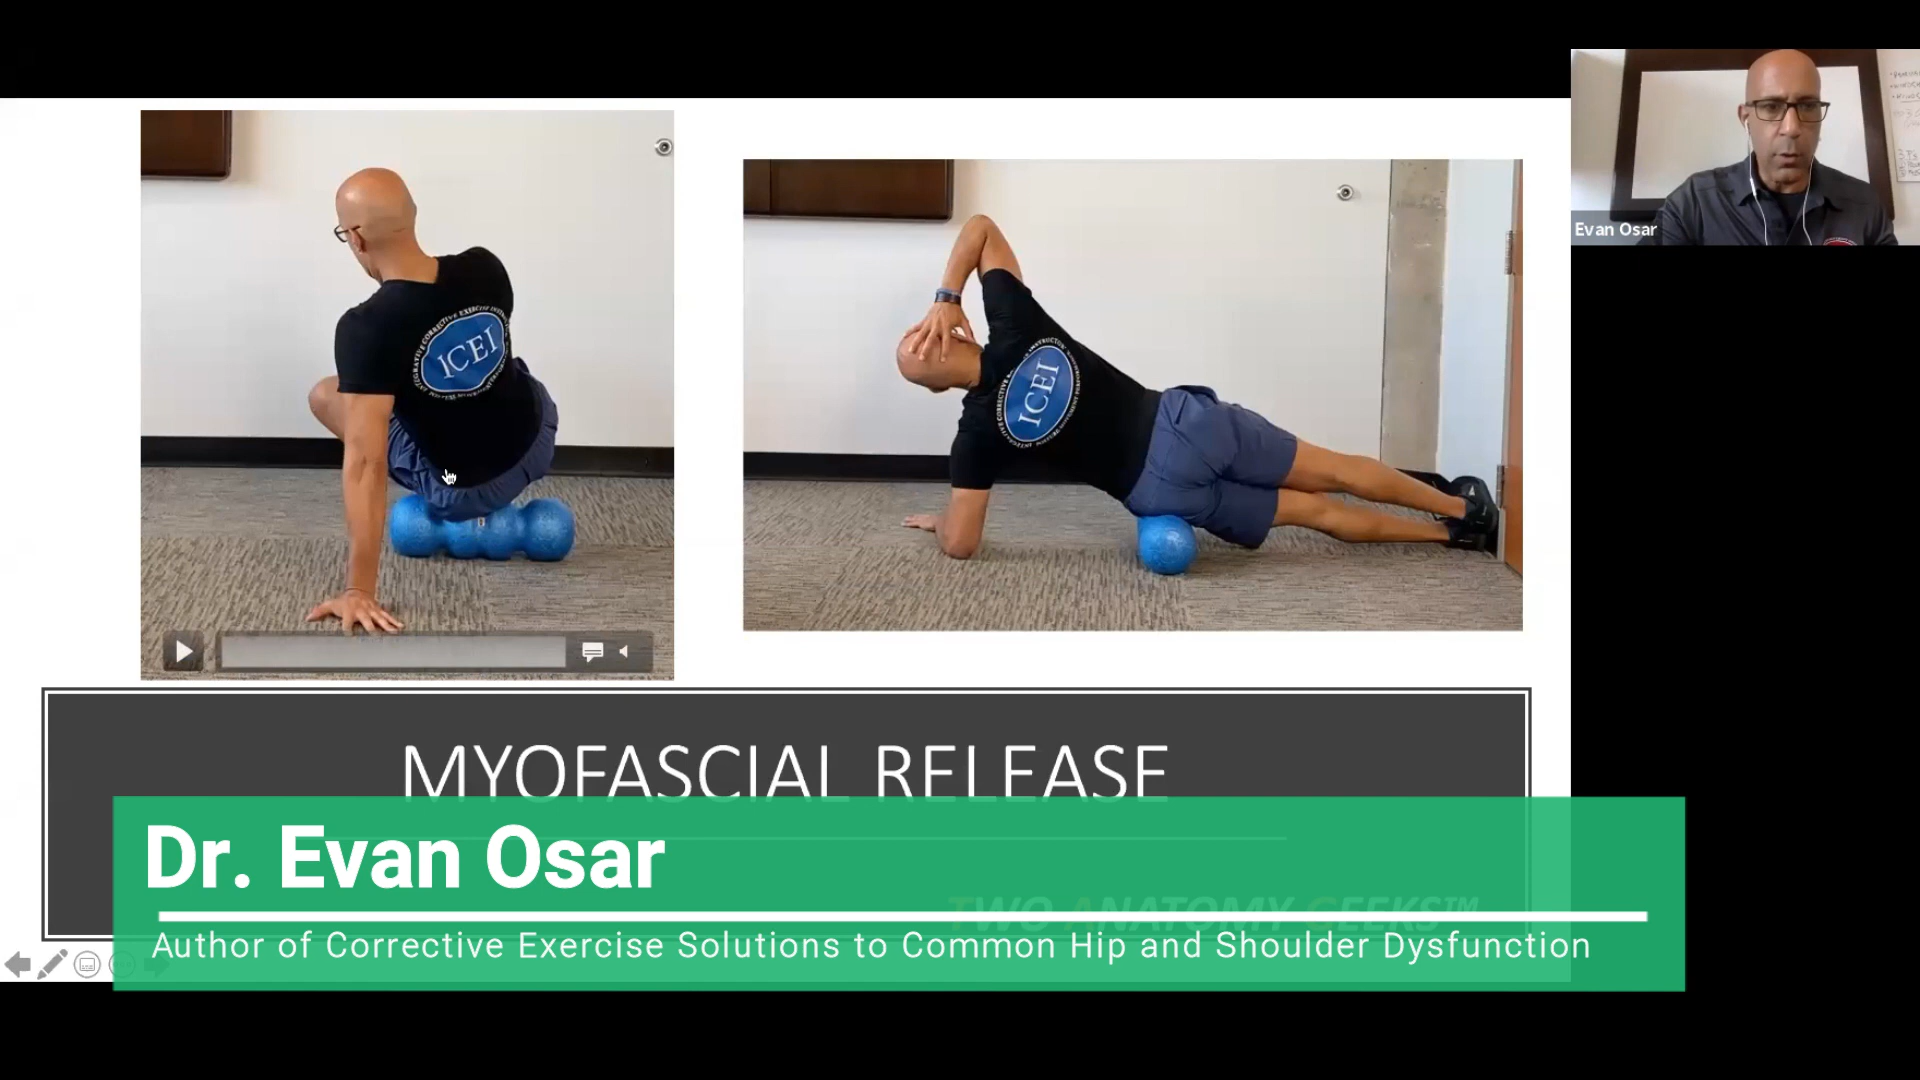 Evan Osar
ICEI
ICEI
MYOFASCIAL RELEASE
Dr. Evan Osar
TWO ANATOMY GEEKS™
Author of Corrective Exercise Solutions to Common Hip and Shoulder Dysfunction